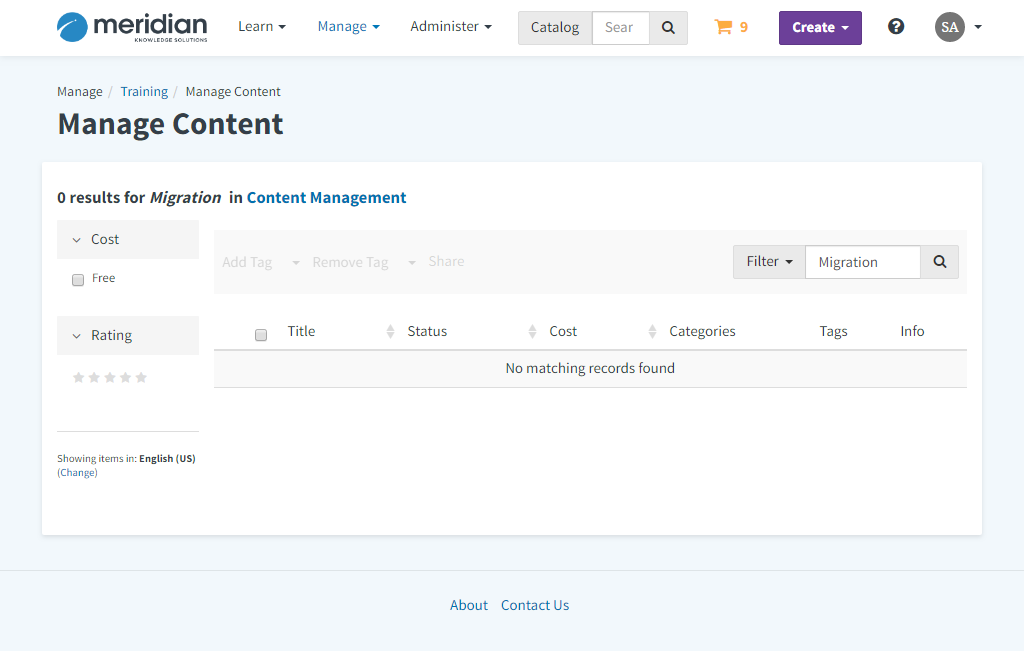 meridian
KNOWLEDGE SOLUTIONS
Learn Manage Administer Catalog Sear 9 Create ? SA
Manage / Training / Manage Content
Manage Content
0 results for Migration in Content Management
Cost
Free
Rating
Showing items in: English (US)
(Change)
Add Tag Remove Tag Share Filter Migration
Title Status Cost Categories Tags Info
No matching records found
About Contact Us